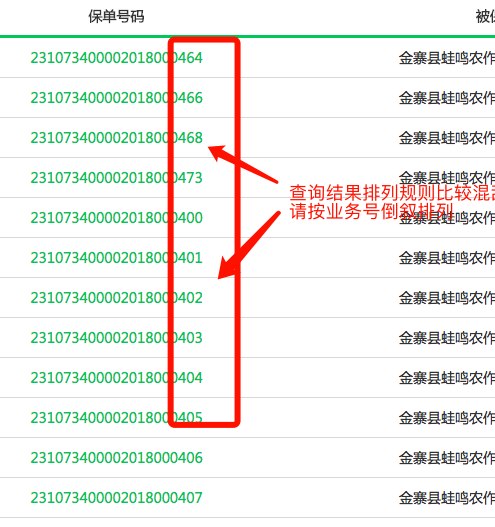 保单号码 被保
231073400002018000464 金寨县蛙鸣农作
231073400002018000466 金寨县蛙鸣农作
231073400002018000468 金寨县蛙鸣农作
231073400002018000473 金寨县蛙鸣农作
查询结果排列规则比较混乱
请按业务号倒叙排列
231073400002018000400 金寨县蛙鸣农作
231073400002018000401 金寨县蛙鸣农作
231073400002018000402 金寨县蛙鸣农作
231073400002018000403 金寨县蛙鸣农作
231073400002018000404 金寨县蛙鸣农作
231073400002018000405 金寨县蛙鸣农作
231073400002018000406 金寨县蛙鸣农作
231073400002018000407 金寨县蛙鸣农作